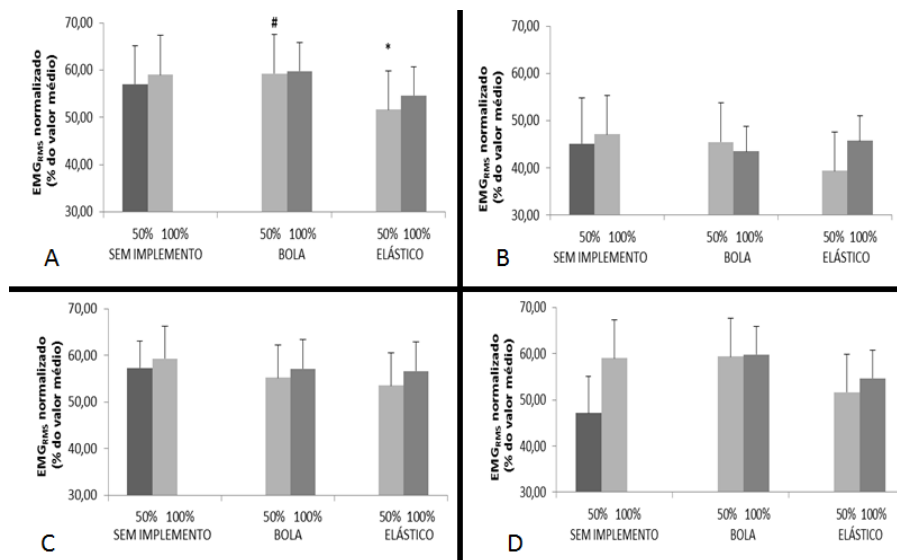 EMGRMS normalizado
(% do valor médio)
70,00
60,00
50,00
40,00
30,00
#
*
50% 100%
50% 100%
50% 100%
SEM IMPLEMENTO
BOLA
ELÁSTICO
A
EMGRMS normalizado
(% do valor médio)
70,00
60,00
50,00
40,00
30,00
50% 100%
50% 100%
50% 100%
SEM IMPLEMENTO
BOLA
ELÁSTICO
B
EMGRMS normalizado
(% do valor médio)
70,00
60,00
50,00
40,00
30,00
50% 100%
50% 100%
50% 100%
SEM IMPLEMENTO
BOLA
ELÁSTICO
C
EMGRMS normalizado
(% do valor médio)
70,00
60,00
50,00
40,00
30,00
50% 100%
50% 100%
50% 100%
SEM IMPLEMENTO
BOLA
ELÁSTICO
D